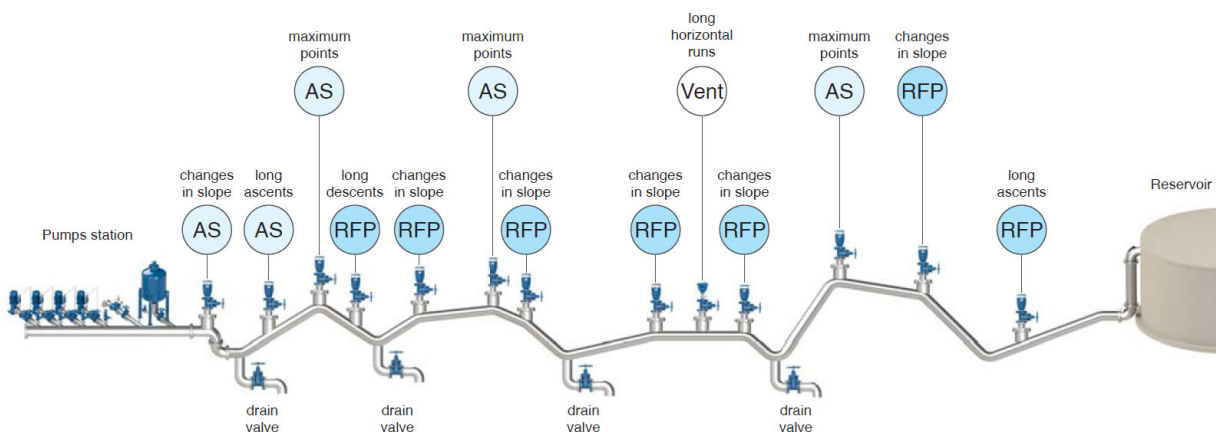 long
horizontal
runs
maximum
points
maximum
points
maximum
points
changes
in slope
AS
AS
Vent
AS
RFP
changes
in slope
long
ascents
long
descents
changes
in slope
changes
in slope
changes
in slope
changes
in slope
long
ascents
Reservoir
Pumps station
AS
AS
RFP
RFP
RFP
RFP
RFP
RFP
drain
valve
drain
valve
drain
valve
drain
valve